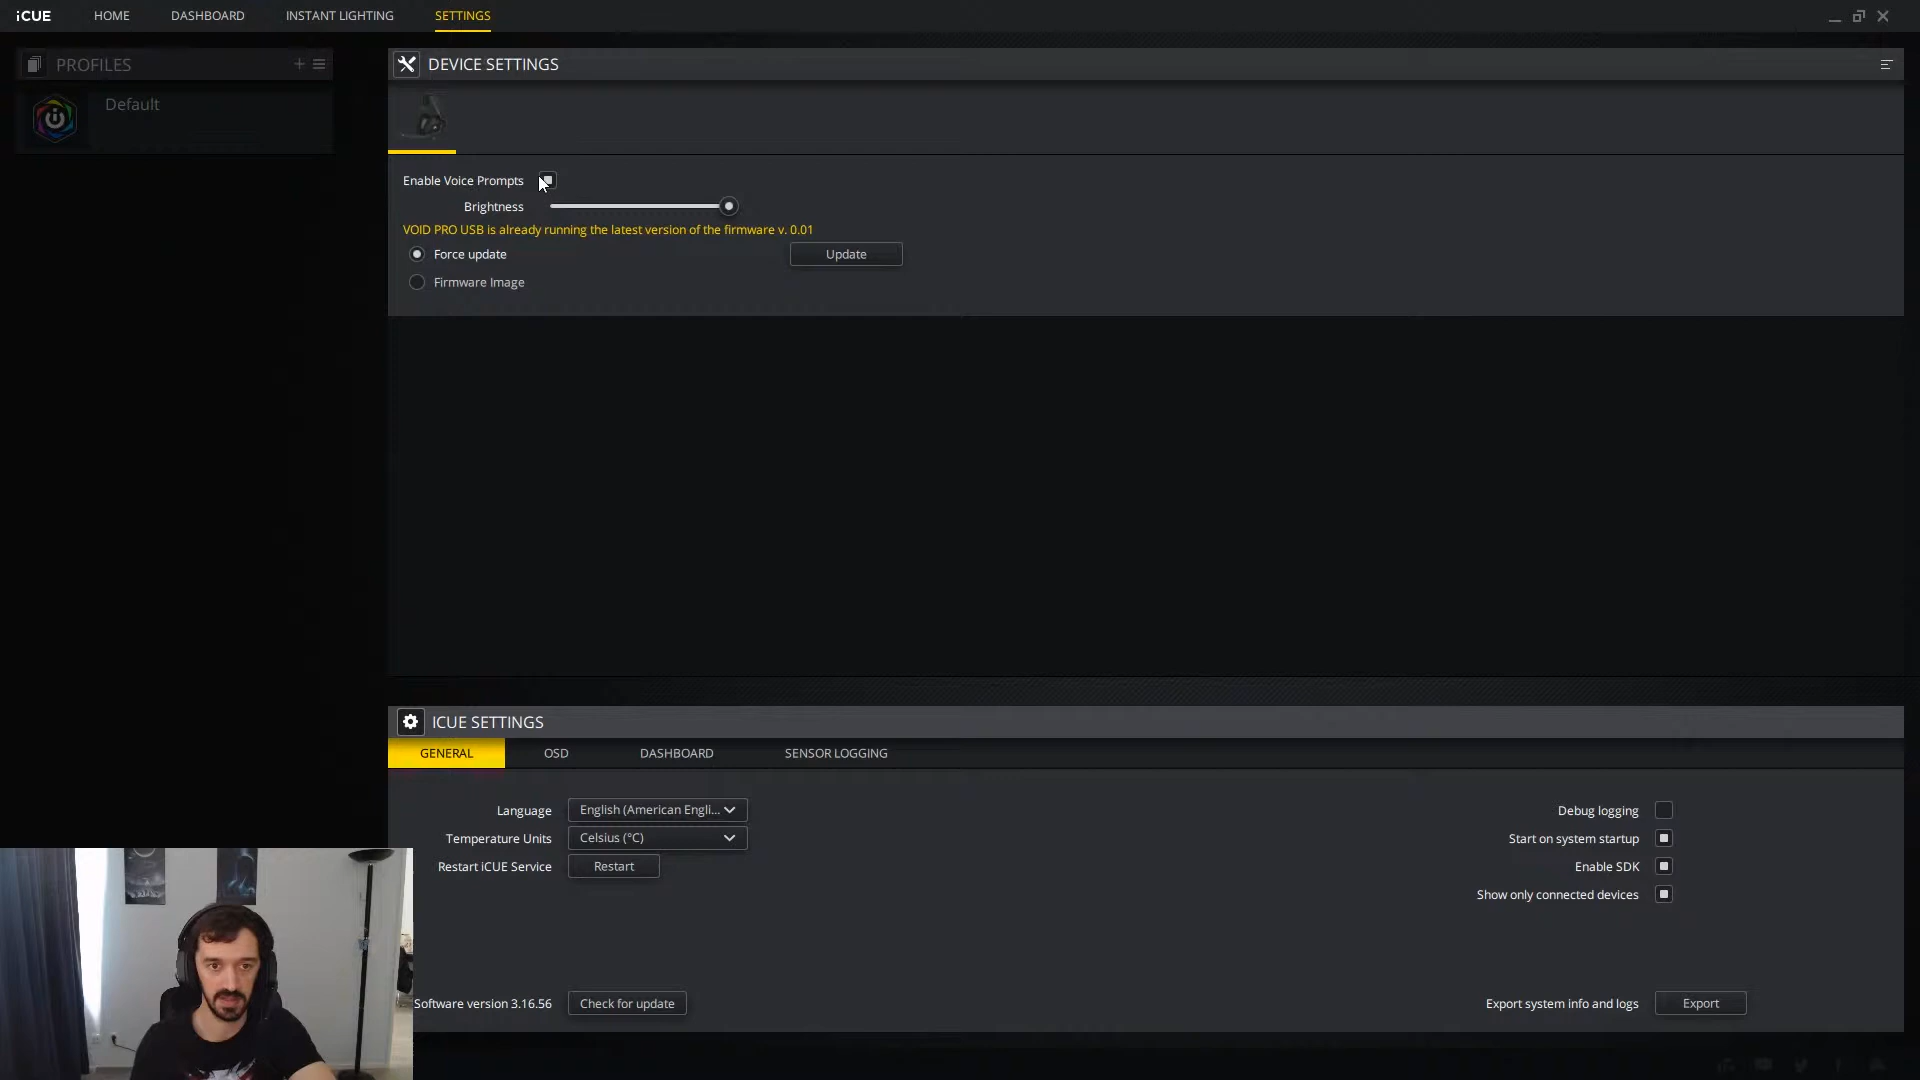 iCUE HOME DASHBOARD INSTANT LIGHTING SETTINGS
PROFILES
Default
DEVICE SETTINGS
Enable Voice Prompts
Brightness
VOID PRO USB is already running the latest version of the firmware v. 0.01
Force update Update
Firmware Image
ICUE SETTINGS
GENERAL OSD DASHBOARD SENSOR LOGGING
Language English (American Engli... Debug logging
Temperature Units Celsius (°C) Start on system startup
Restart iCUE Service Restart Enable SDK
Show only connected devices
Software version 3.16.56 Check for update Export system info and logs Export